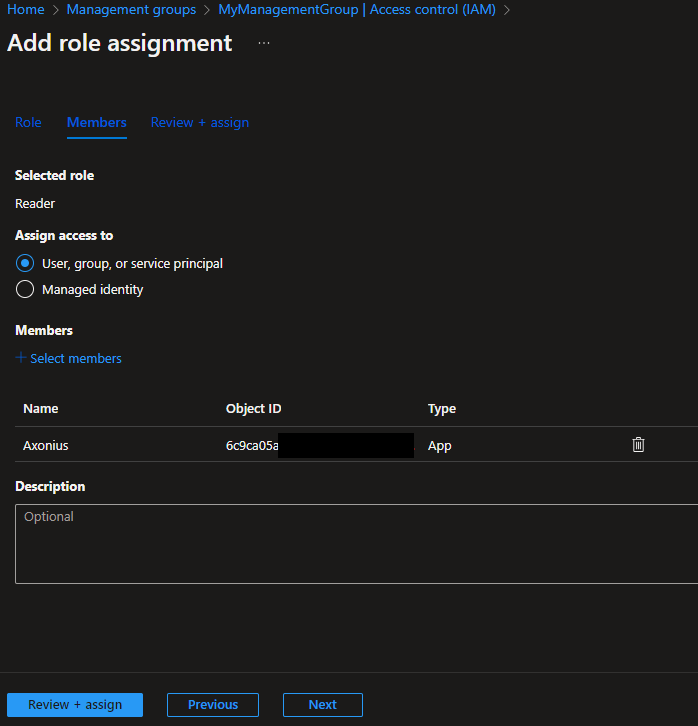 Home > Management groups > MyManagementGroup | Access control (IAM) >
Add role assignment ...
Role Members Review + assign
Selected role
Reader
Assign access to
User, group, or service principal
Managed identity
Members
+ Select members
Name Object ID Type
Axonius 6c9ca05a App
Description
Optional
Review + assign Previous Next